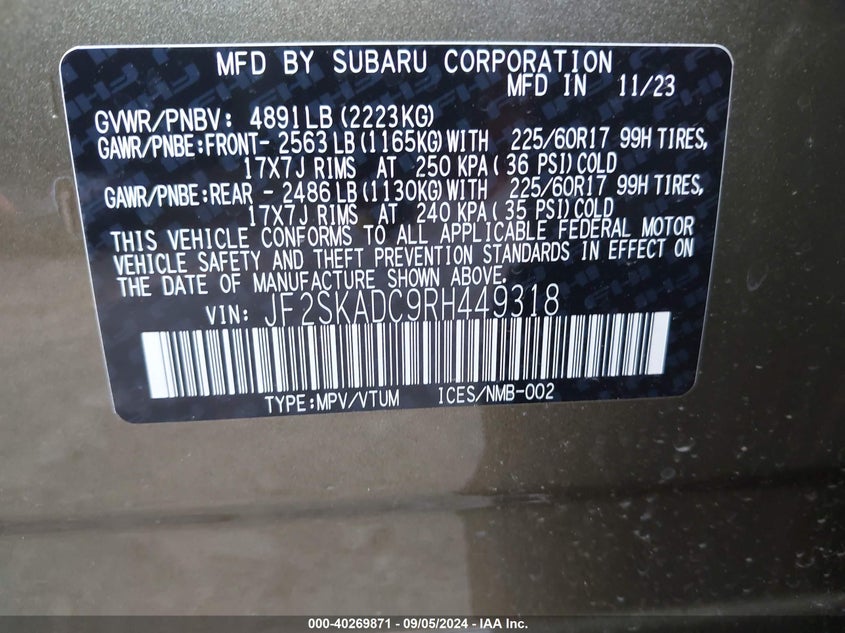 MFD BY SUBARU CORPORATION
MFD IN 11/23
GVWR/PNBV: 4891LB (2223KG)
GAWR/PNBE:FRONT- 2563LB(1165KG)WITH 225/60R17 99H TIRES,
17X7J RIMS AT 250 KPA( 36 PSI)COLD
GAWR/PNBE:REAR - 2486LB(1130KG)WITH 225/60R17 99H TIRES,
17X7J RIMS AT 240 KPA( 35 PSI)COLD
THIS VEHICLE CONFORMS TO ALL APPLICABLE FEDERAL MOTOR
VEHICLE SAFETY AND THEFT PREVENTION STANDARDS IN EFFECT ON
THE DATE OF MANUFACTURE SHOWN ABOVE.
VIN: JF2SKADC9RH449318
TYPE:MPV/VTUM ICES/NMB-002
000-40269871 - 09/05/2024 - IAA Inc.